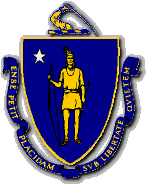 ENSE PETIT
PLACIDAM
SVB LIBERTATE
QVIETEM